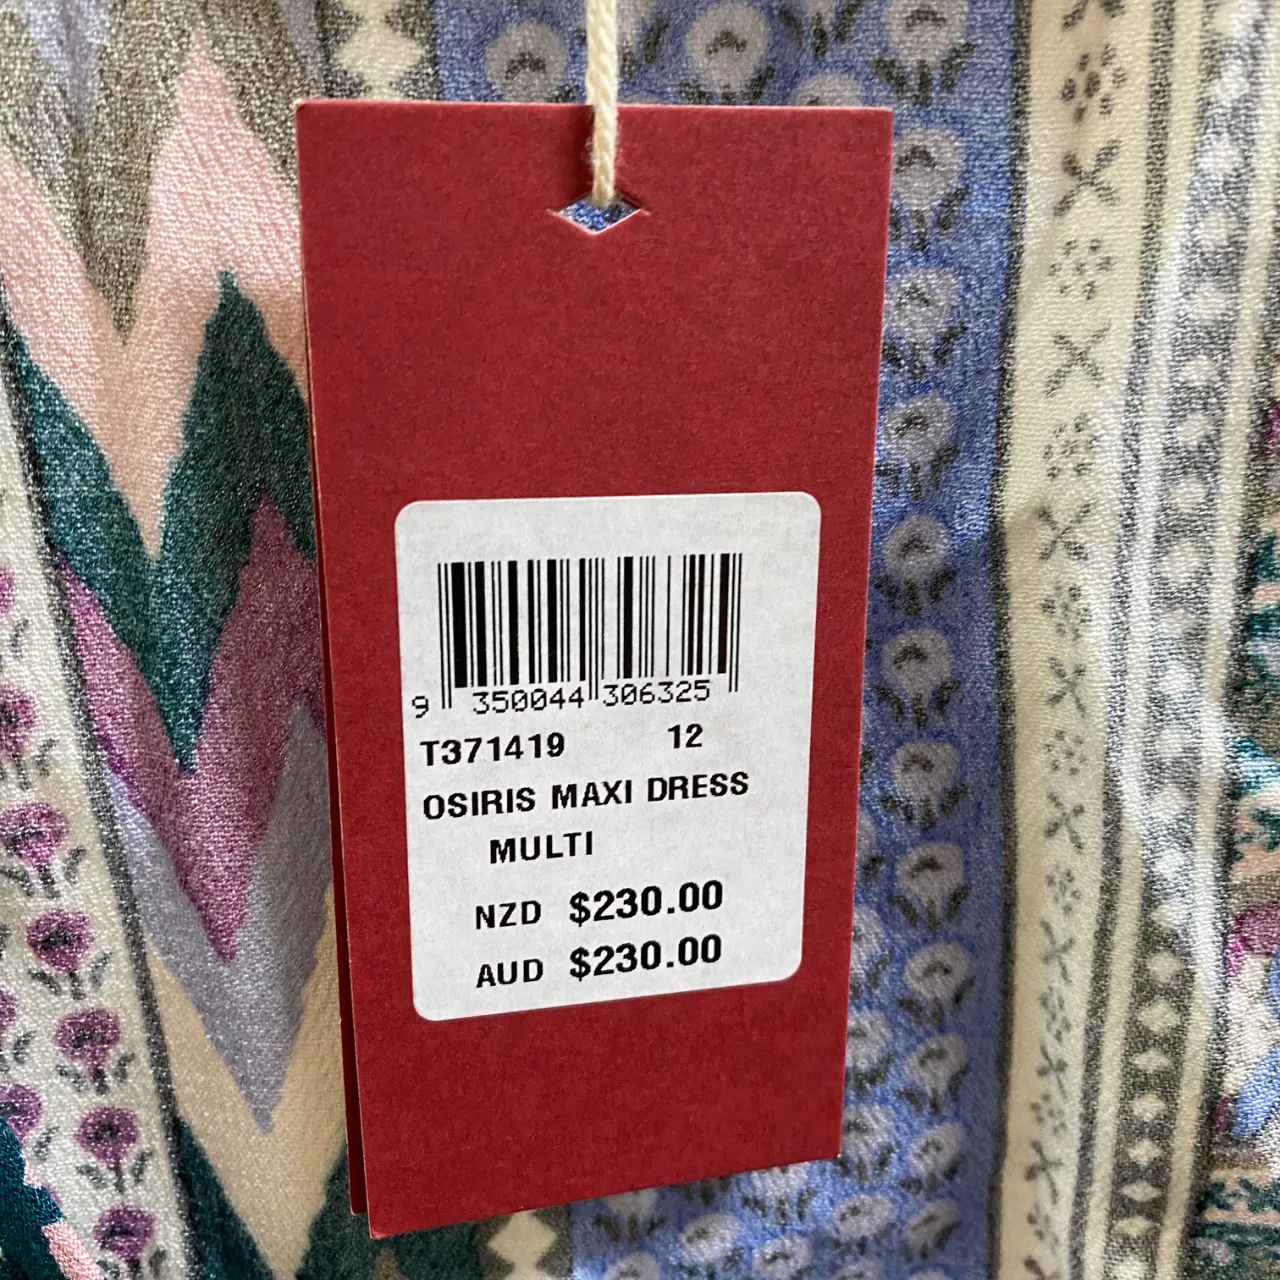 9 350044 306325
T371419 12
OSIRIS MAXI DRESS
MULTI
NZD $230.00
AUD $230.00